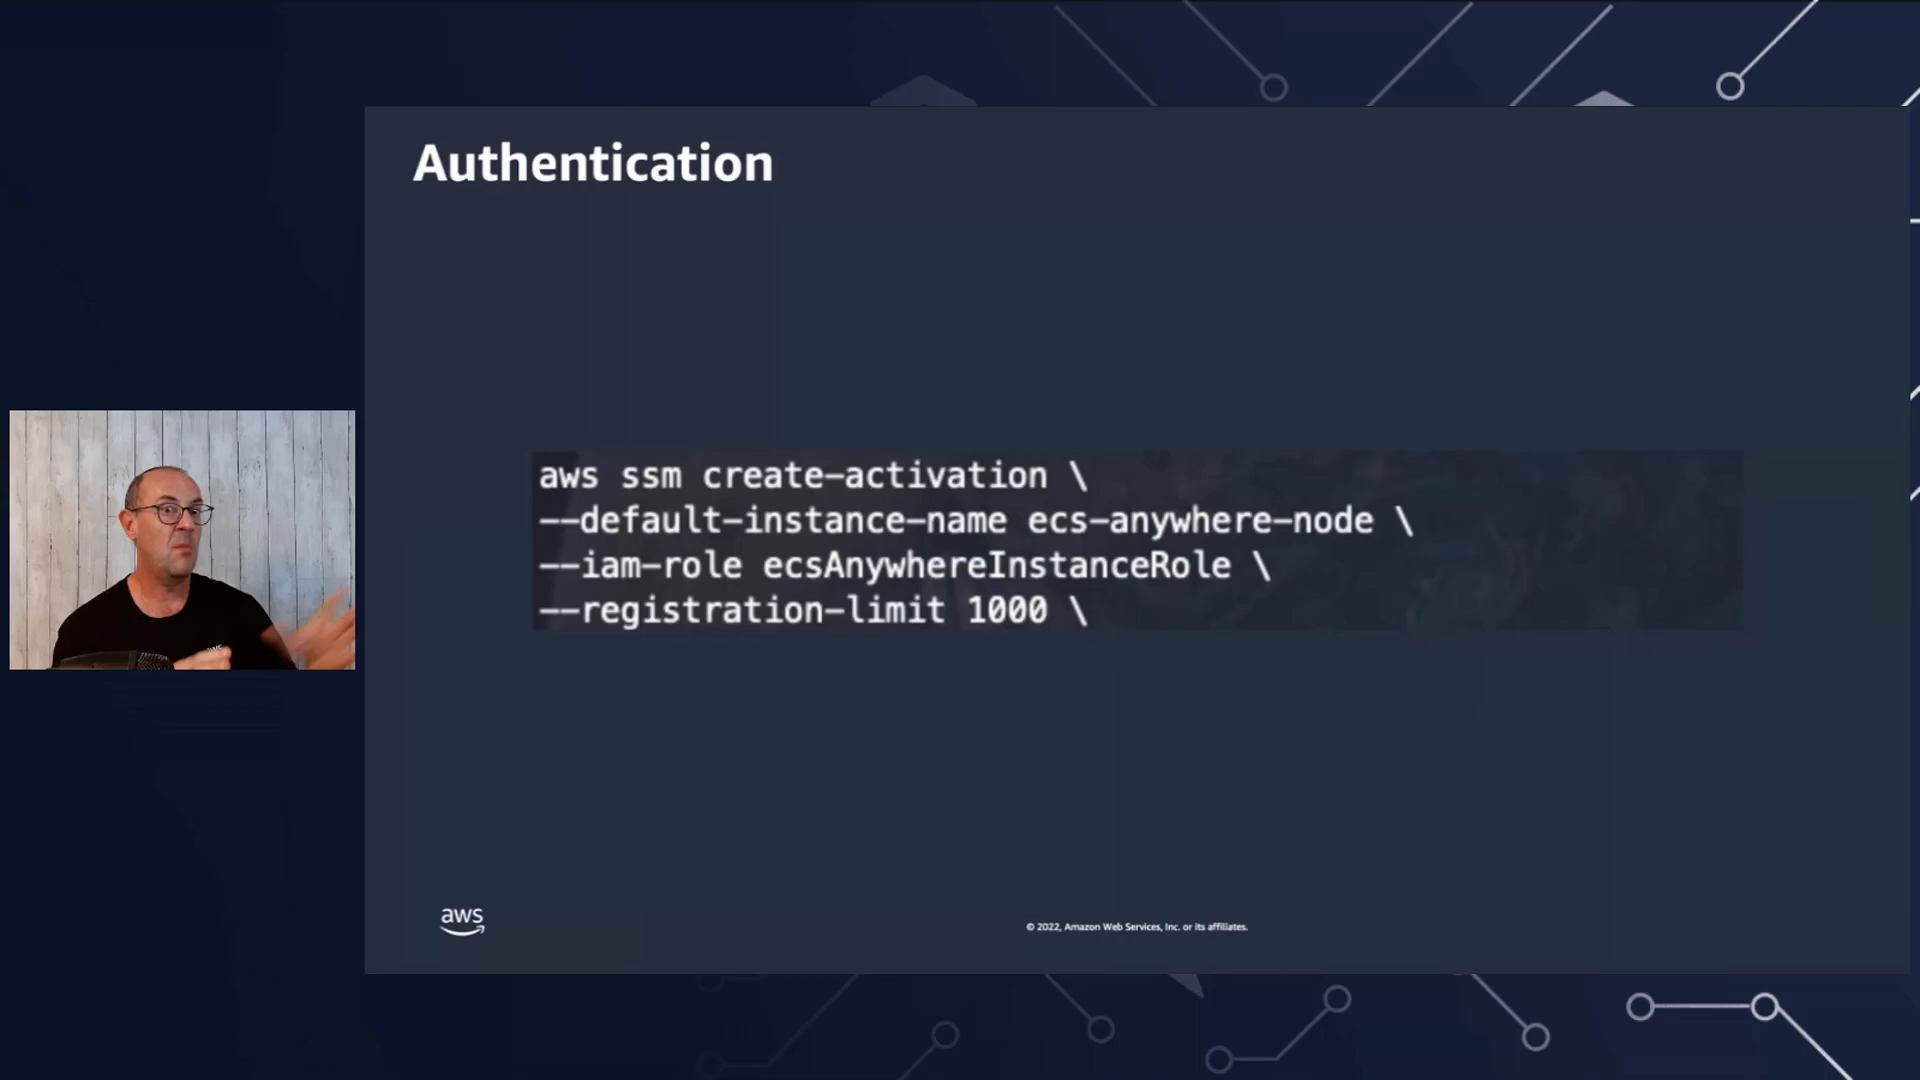 Authentication
aws ssm create-activation \
--default-instance-name ecs-anywhere-node \
--iam-role ecsAnywhereInstanceRole \
--registration-limit 1000 \
aws
aws
© 2022, Amazon Web Services, Inc. or its affiliates.